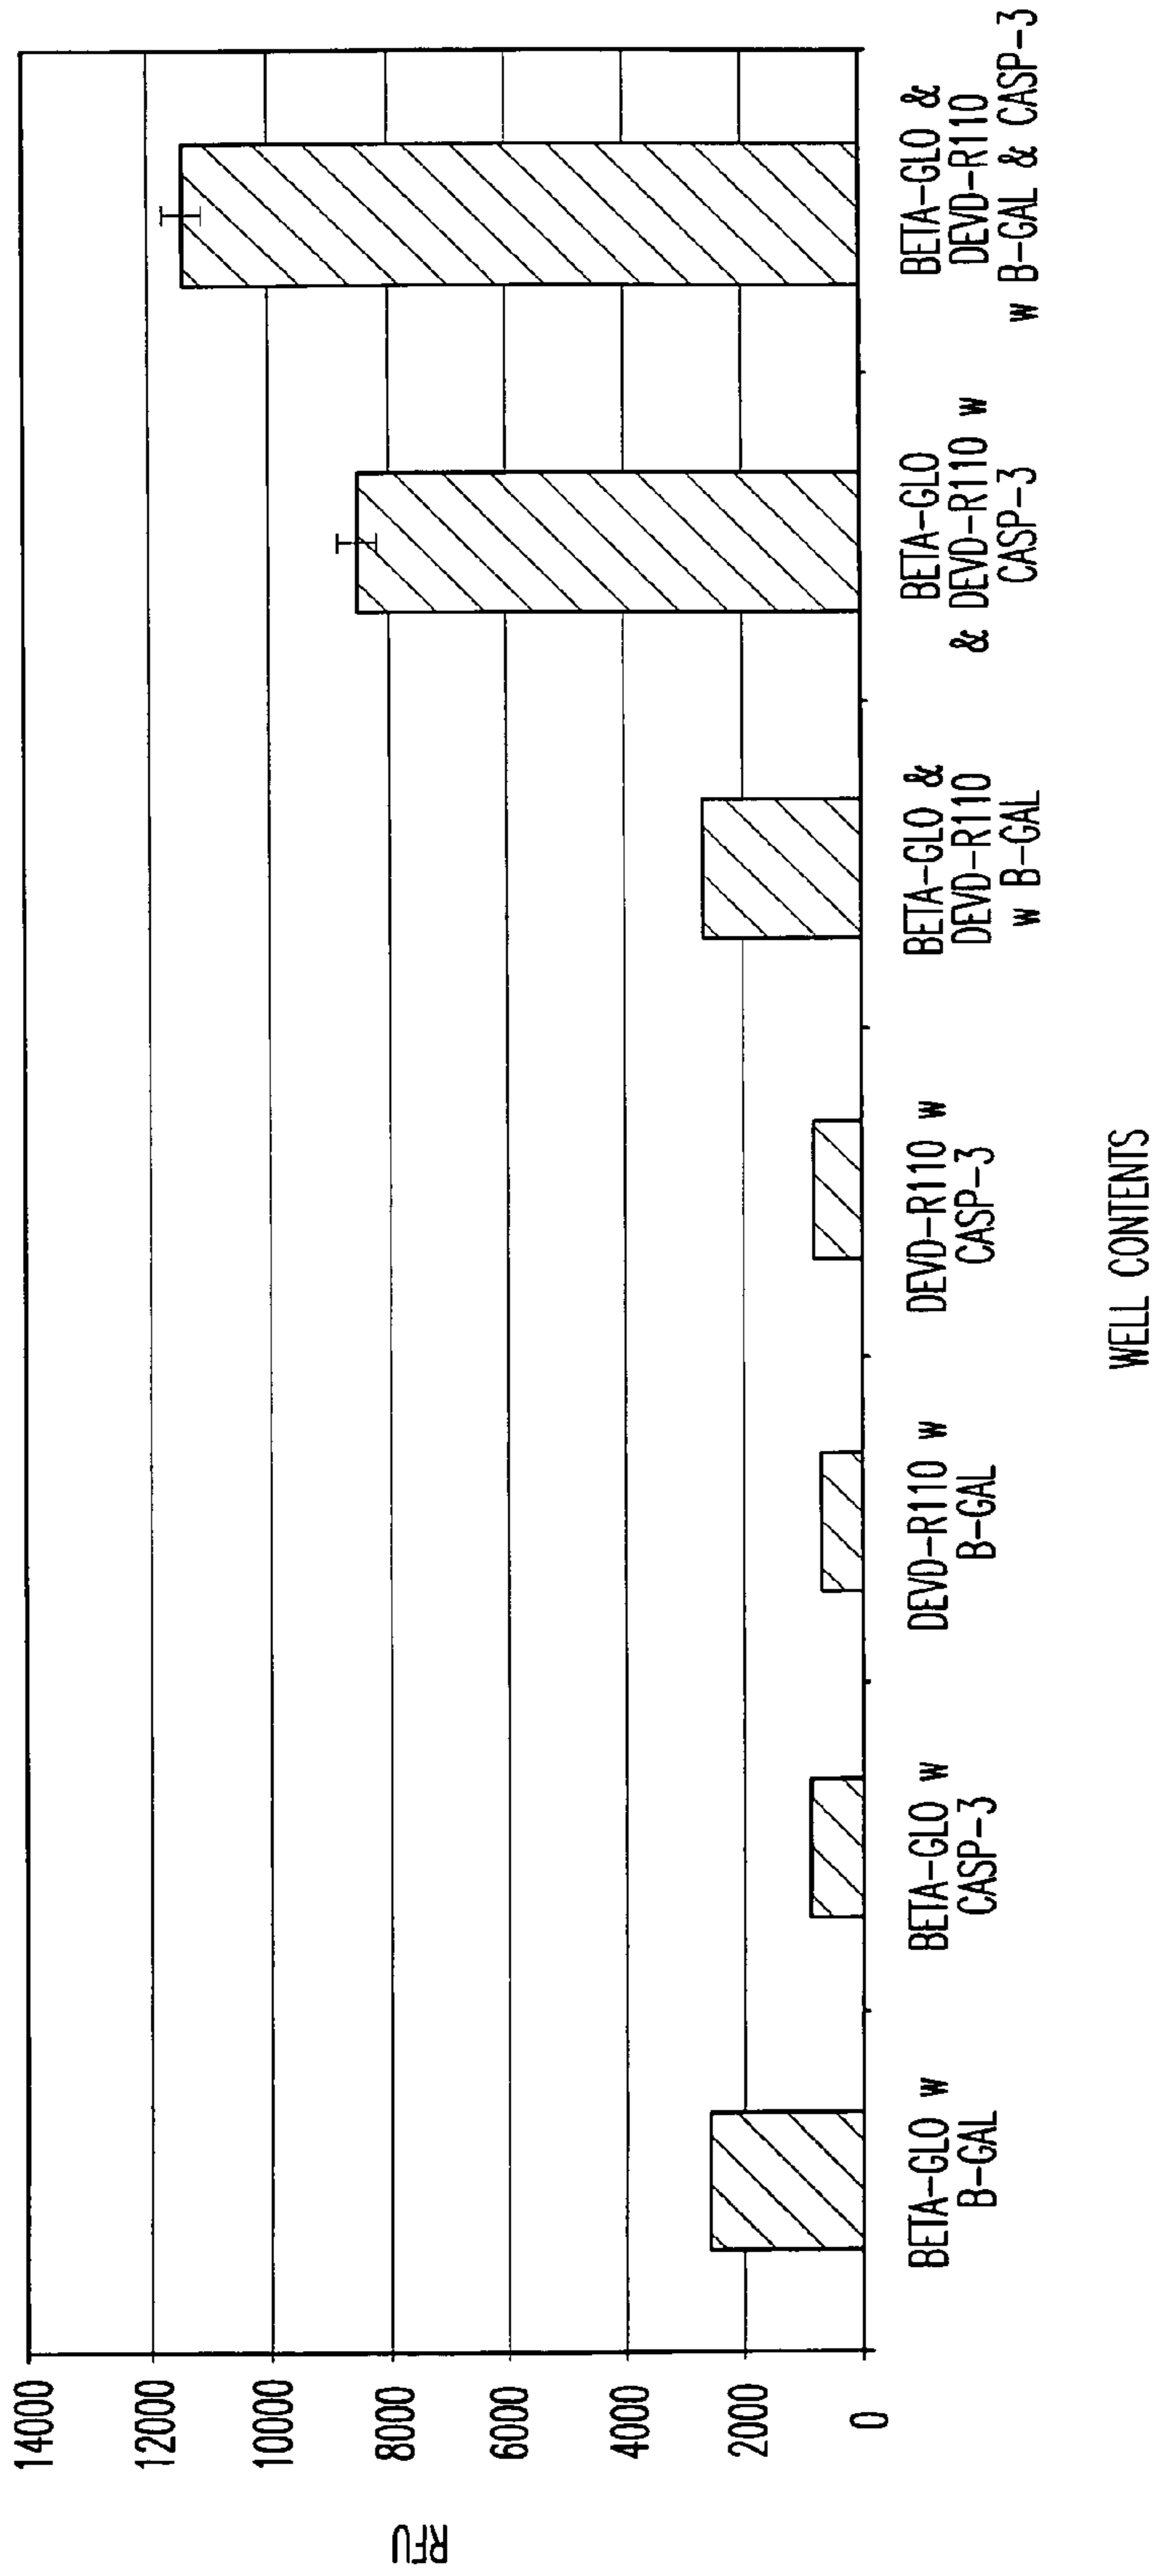 RFU
14000
12000
10000
8000
6000
4000
2000
0
BETA-GLO w
B-GAL
BETA-GLO w
CASP-3
DEVD-R110 w
B-GAL
DEVD-R110 w
CASP-3
BETA-GLO &
DEVD-R110
w B-GAL
BETA-GLO
& DEVD-R110 w
CASP-3
BETA-GLO &
DEVD-R110
w B-GAL & CASP-3
WELL CONTENTS